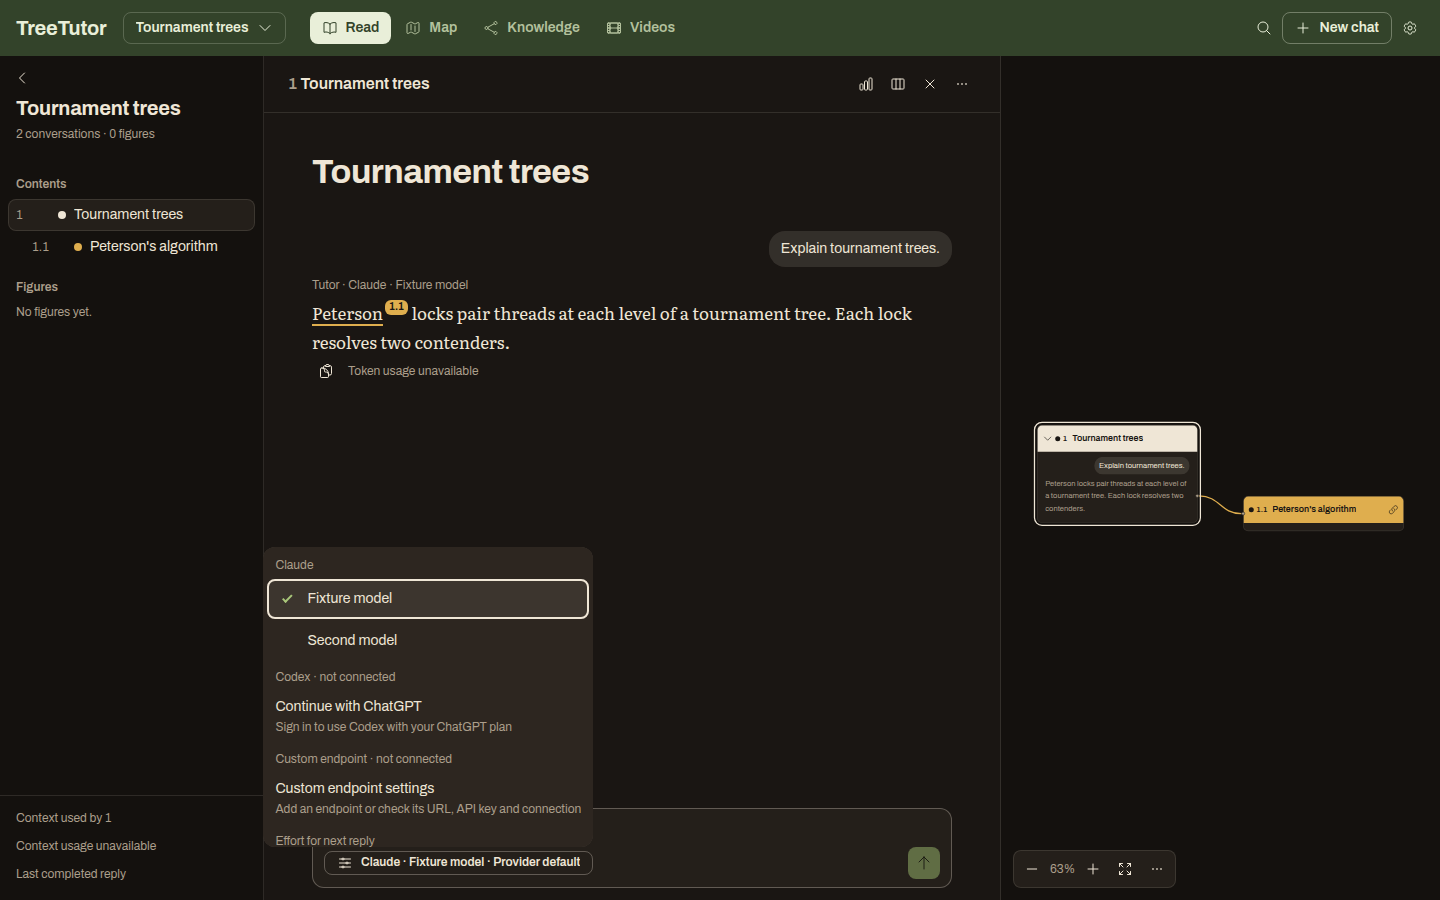 TreeTutor
Tournament trees
Read
Map
Knowledge
Videos
New chat
Tournament trees
2 conversations · 0 figures
Contents
1 Tournament trees
1.1 Peterson's algorithm
Figures
No figures yet.
Context used by 1
Context usage unavailable
Last completed reply
1 Tournament trees
Tournament trees
Explain tournament trees.
Tutor · Claude · Fixture model
Peterson 1.1 locks pair threads at each level of a tournament tree. Each lock
resolves two contenders.
Token usage unavailable
Claude
Fixture model
Second model
Codex · not connected
Continue with ChatGPT
Sign in to use Codex with your ChatGPT plan
Custom endpoint · not connected
Custom endpoint settings
Add an endpoint or check its URL, API key and connection
Effort for next reply
Claude · Fixture model · Provider default
1 Tournament trees
Explain tournament trees.
Peterson locks pair threads at each level of
a tournament tree. Each lock resolves two
contenders.
1.1 Peterson's algorithm
63%